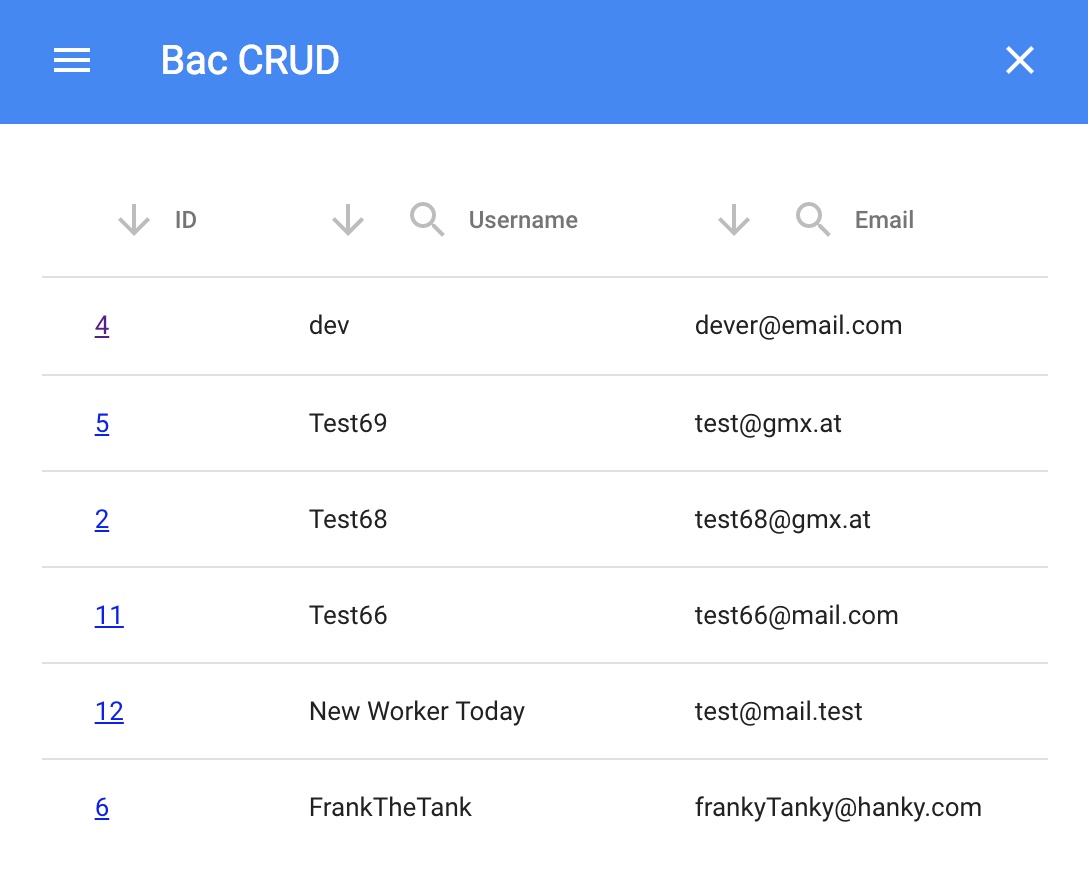 Bac CRUD
ID Username Email
4 dev dever@email.com
5 Test69 test@gmx.at
2 Test68 test68@gmx.at
11 Test66 test66@mail.com
12 New Worker Today test@mail.test
6 FrankTheTank frankyTanky@hanky.com